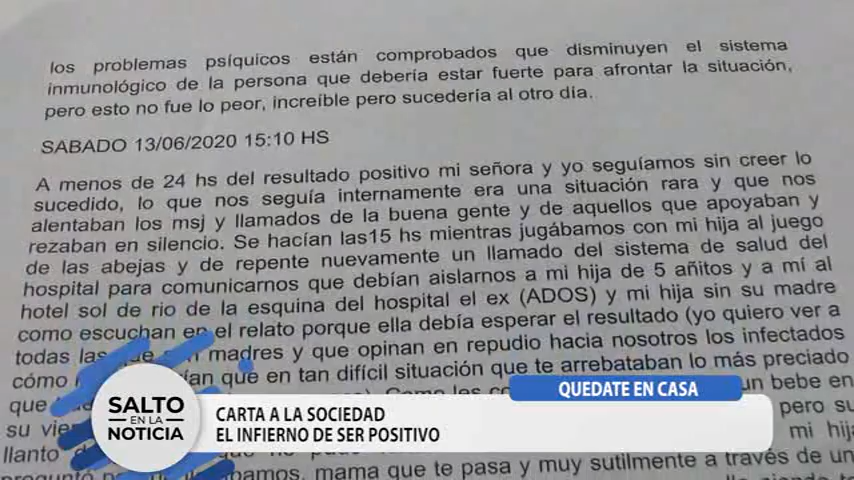 los problemas psíquicos están comprobados que disminuyen el sistema
inmunológico de la persona que debería estar fuerte para afrontar la situación,
pero esto no fue lo peor, increíble pero sucedería al otro día.
SABADO 13/06/2020 15:10 HS
A menos de 24 hs del resultado positivo mi señora y yo seguíamos sin creer lo
sucedido, lo que nos seguía internamente era una situación rara y que nos
alentaban los msj y llamados de la buena gente y de aquellos que apoyaban y
rezaban en silencio. Se hacían las15 hs mientras jugábamos con mi hija al juego
de las abejas y de repente nuevamente un llamado del sistema de salud del
hospital para comunicarnos que debían aislarnos a mi hija de 5 añitos y a mí al
hotel sol de rio de la esquina del hospital el ex (ADOS) y mi hija sin su madre
como escuchan en el relato porque ella debía esperar el resultado (yo quiero ver a
todas las que madres y que opinan en repudio hacia nosotros los infectados
cómo que en tan difícil situación que te arrebataban lo más preciado
que Como les un bebe en
QUEDATE EN CASA
SALTO
EN LA
NOTICIA
CARTA A LA SOCIEDAD
EL INFIERNO DE SER POSITIVO
pero su
su mi hija
llanto
mama que te pasa y muy sutilmente a través de un